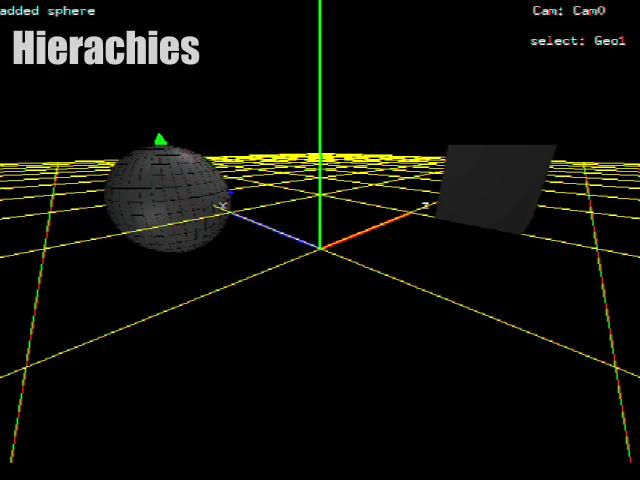 added sphere
Cam: Cam0
Hierachies
select: Geo1
X
Z